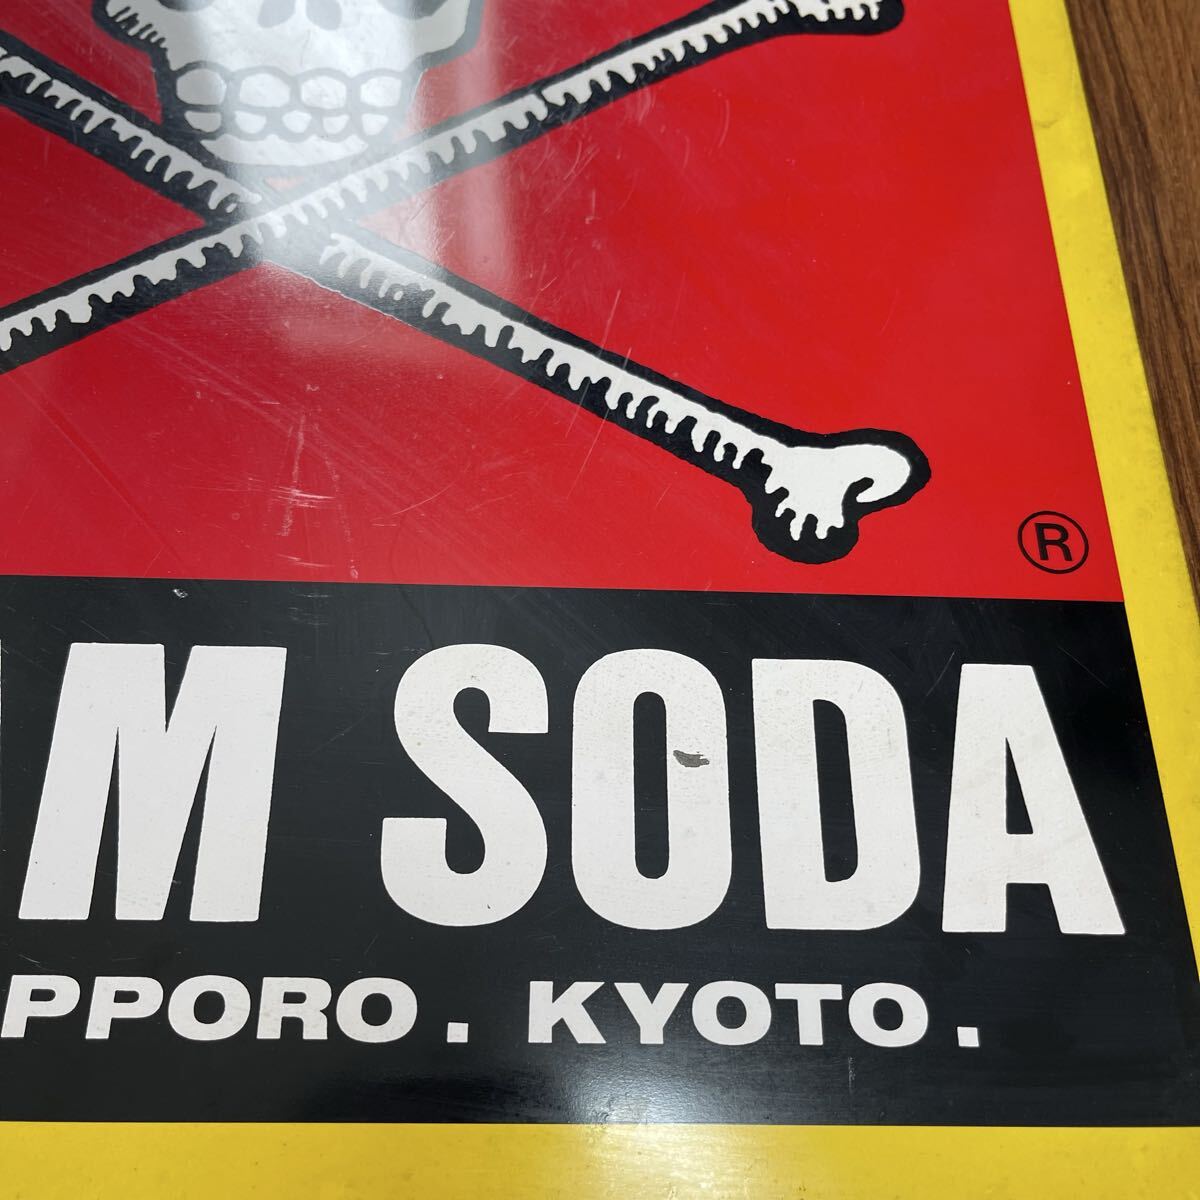 ®
M SODA
PPORO . KYOTO .